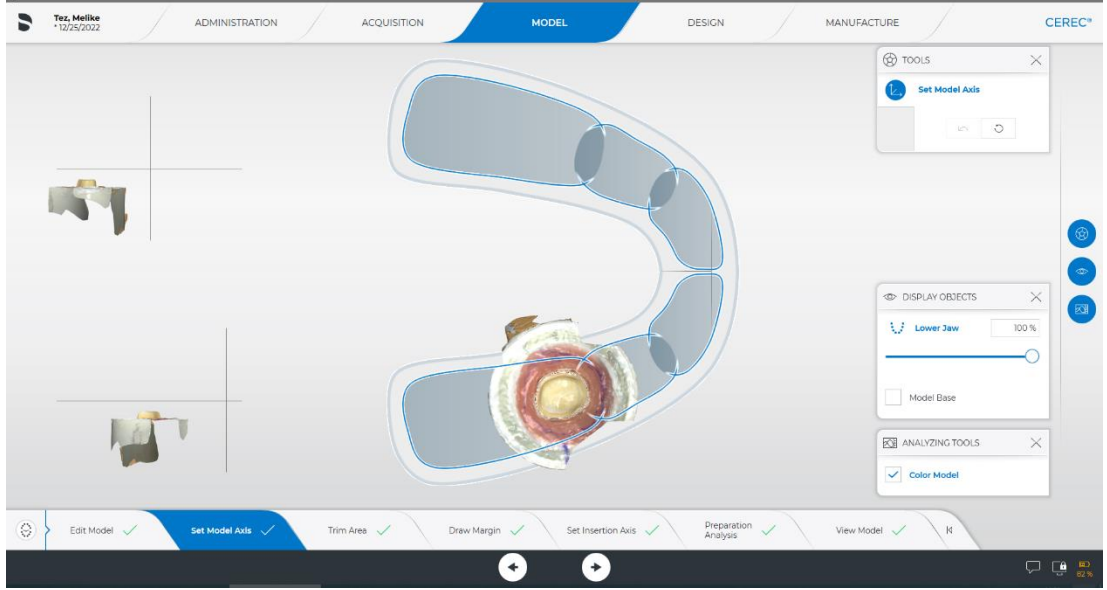 Tez, Melike
* 12/25/2022
ADMINISTRATION
ACQUISITION
MODEL
DESIGN
MANUFACTURE
CEREC®
TOOLS
Set Model Axis
DISPLAY OBJECTS
Lower Jaw
100 %
Model Base
ANALYZING TOOLS
Color Model
Edit Model
Set Model Axis
Trim Area
Draw Margin
Set Insertion Axis
Preparation
Analysis
View Model
82 %